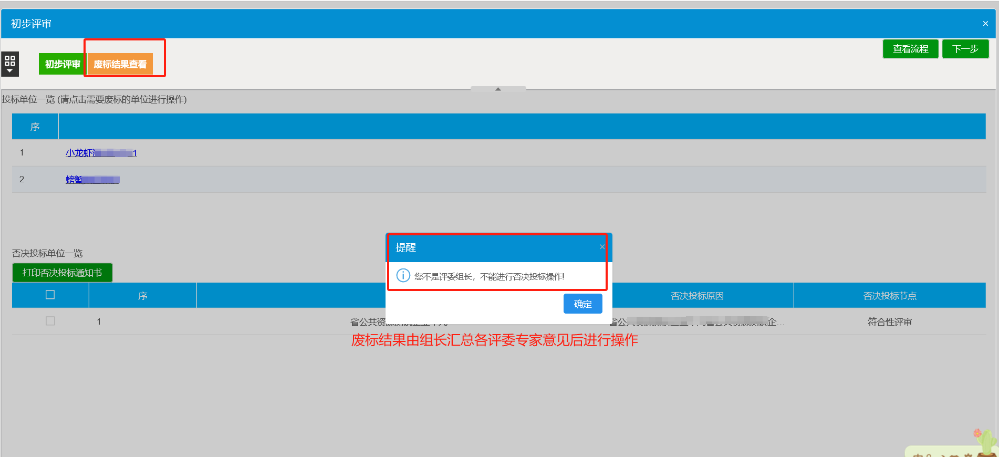 初步评审
×
查看流程
下一步
初步评审
废标结果查看
投标单位一览 (请点击需要废标的单位进行操作)
序
1
小龙虾
1
2
螃蟹
否决投标单位一览
打印否决投标通知书
提醒
×
您不是评委组长，不能进行否决投标操作!
确定
序
否决投标原因
否决投标节点
1
省公共资源测试企业
省公
企...
符合性评审
废标结果由组长汇总各评委专家意见后进行操作